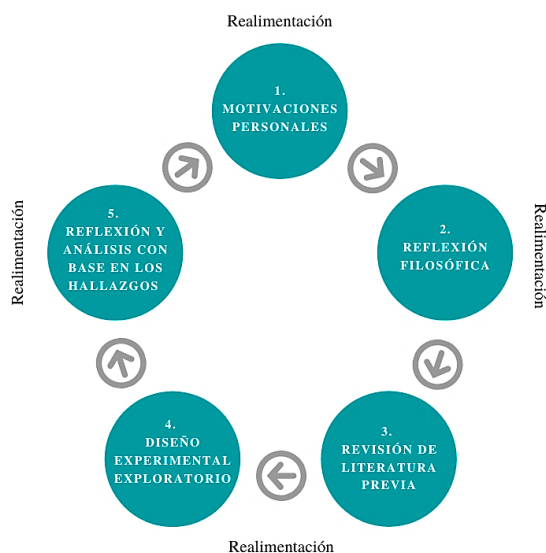 Realimentación
1.
MOTIVACIONES
PERSONALES
2.
REFLEXIÓN
FILOSÓFICA
Realimentación
3.
REVISIÓN DE
LITERATURA
PREVIA
4.
DISEÑO
EXPERIMENTAL
EXPLORATORIO
Realimentación
5.
REFLEXIÓN Y
ANÁLISIS CON
BASE EN LOS
HALLAZGOS
Realimentación